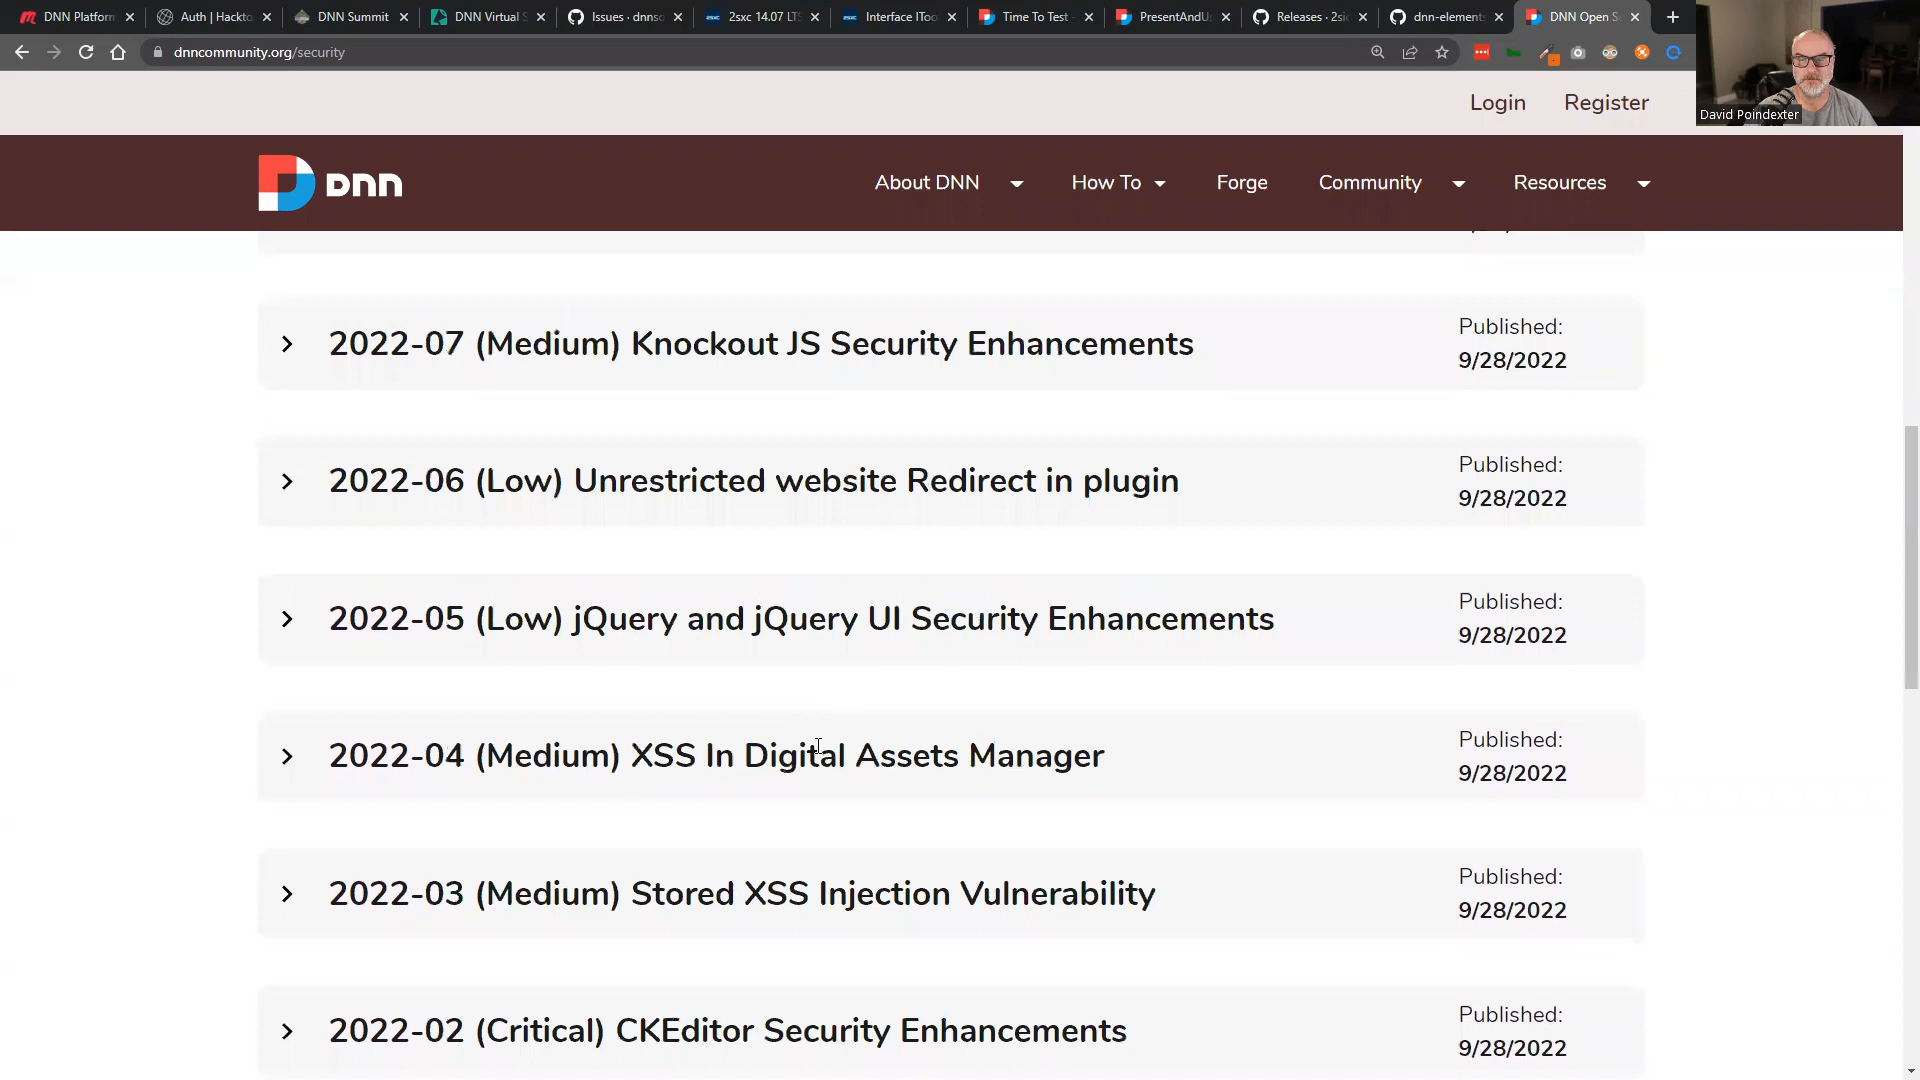 DNN Platform
Auth | Hackto
DNN Summit
DNN Virtual S
Issues · dnnso
2sxc 14.07 LTS
Interface IToo
Time To Test -
PresentAndU
Releases · 2si
dnn-element
DNN Open S
dnncommunity.org/security
David Poindexter
Login
Register
DNN
About DNN
How To
Forge
Community
Resources
2022-07 (Medium) Knockout JS Security Enhancements
Published:
9/28/2022
2022-06 (Low) Unrestricted website Redirect in plugin
Published:
9/28/2022
2022-05 (Low) jQuery and jQuery UI Security Enhancements
Published:
9/28/2022
2022-04 (Medium) XSS In Digital Assets Manager
Published:
9/28/2022
2022-03 (Medium) Stored XSS Injection Vulnerability
Published:
9/28/2022
2022-02 (Critical) CKEditor Security Enhancements
Published:
9/28/2022